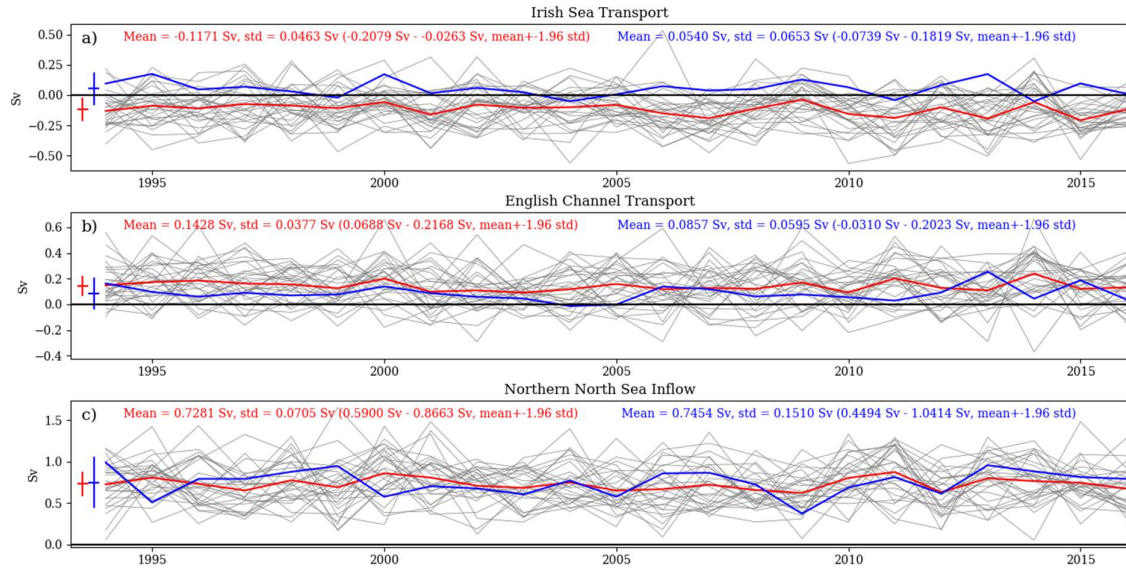 Irish Sea Transport
a) Mean = -0.1171 Sv, std = 0.0463 Sv (-0.2079 Sv - -0.0263 Sv, mean+-1.96 std) Mean = 0.0540 Sv, std = 0.0653 Sv (-0.0739 Sv - 0.1819 Sv, mean+-1.96 std)
0.50
0.25
0.00
−0.25
−0.50
Sv
1995 2000 2005 2010 2015
English Channel Transport
b) Mean = 0.1428 Sv, std = 0.0377 Sv (0.0688 Sv - 0.2168 Sv, mean+-1.96 std) Mean = 0.0857 Sv, std = 0.0595 Sv (-0.0310 Sv - 0.2023 Sv, mean+-1.96 std)
0.6
0.4
0.2
0.0
−0.2
−0.4
Sv
1995 2000 2005 2010 2015
Northern North Sea Inflow
c) Mean = 0.7281 Sv, std = 0.0705 Sv (0.5900 Sv - 0.8663 Sv, mean+-1.96 std) Mean = 0.7454 Sv, std = 0.1510 Sv (0.4494 Sv - 1.0414 Sv, mean+-1.96 std)
1.5
1.0
0.5
0.0
Sv
1995 2000 2005 2010 2015